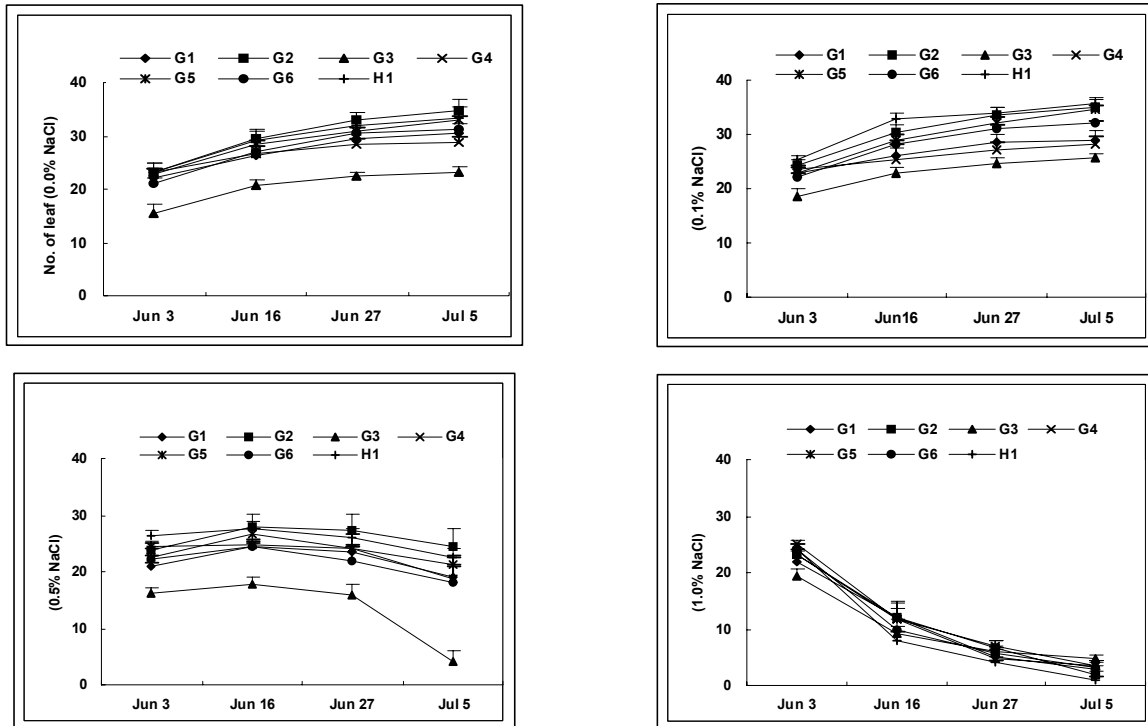 G1 G2 G3 G4
G5 G6 H1
No. of leaf (0.0% NaCl)
40
30
20
10
0
Jun 3 Jun 16 Jun 27 Jul 5
G1 G2 G3 G4
G5 G6 H1
(0.1% NaCl)
40
30
20
10
0
Jun 3 Jun16 Jun 27 Jul 5
G1 G2 G3 G4
G5 G6 H1
(0.5% NaCl)
40
30
20
10
0
Jun 3 Jun 16 Jun 27 Jul 5
G1 G2 G3 G4
G5 G6 H1
(1.0% NaCl)
40
30
20
10
0
Jun 3 Jun 16 Jun 27 Jul 5